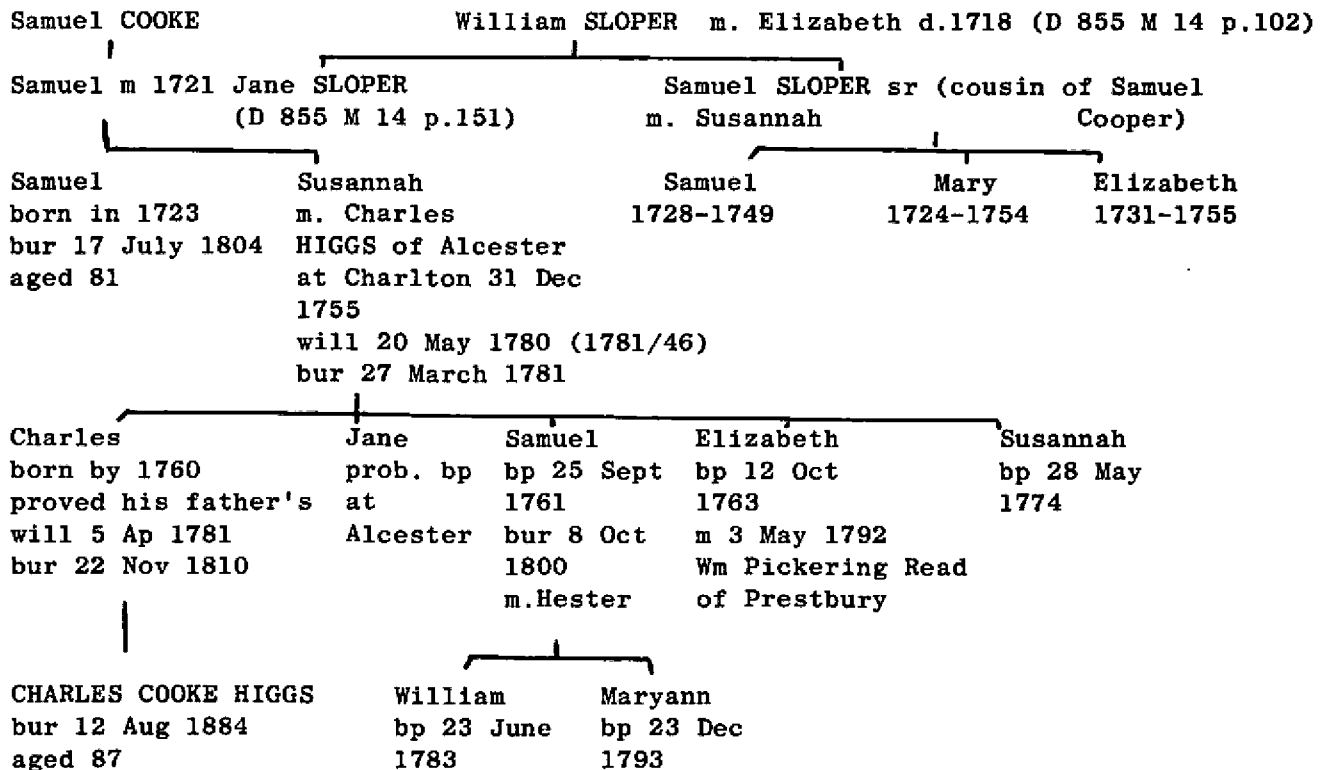 Samuel COOKE William SLOPER m. Elizabeth d.1718 (D 855 M 14 p.102)
Samuel m 1721 Jane SLOPER Samuel SLOPER sr (cousin of Samuel
(D 855 M 14 p.151) m. Susannah Cooper)
Samuel Susannah Samuel Mary Elizabeth
born in 1723 m. Charles 1728-1749 1724-1754 1731-1755
bur 17 July 1804 HIGGS of Alcester
aged 81 at Charlton 31 Dec
1755
will 20 May 1780 (1781/46)
bur 27 March 1781
Charles Jane Samuel Elizabeth Susannah
born by 1760 prob. bp bp 25 Sept bp 12 Oct bp 28 May
proved his father's at 1761 1763 1774
will 5 Ap 1781 Alcester bur 8 Oct m 3 May 1792
bur 22 Nov 1810 1800 Wm Pickering Read
m.Hester of Prestbury
CHARLES COOKE HIGGS William Maryann
bur 12 Aug 1884 bp 23 June bp 23 Dec
aged 87 1783 1793